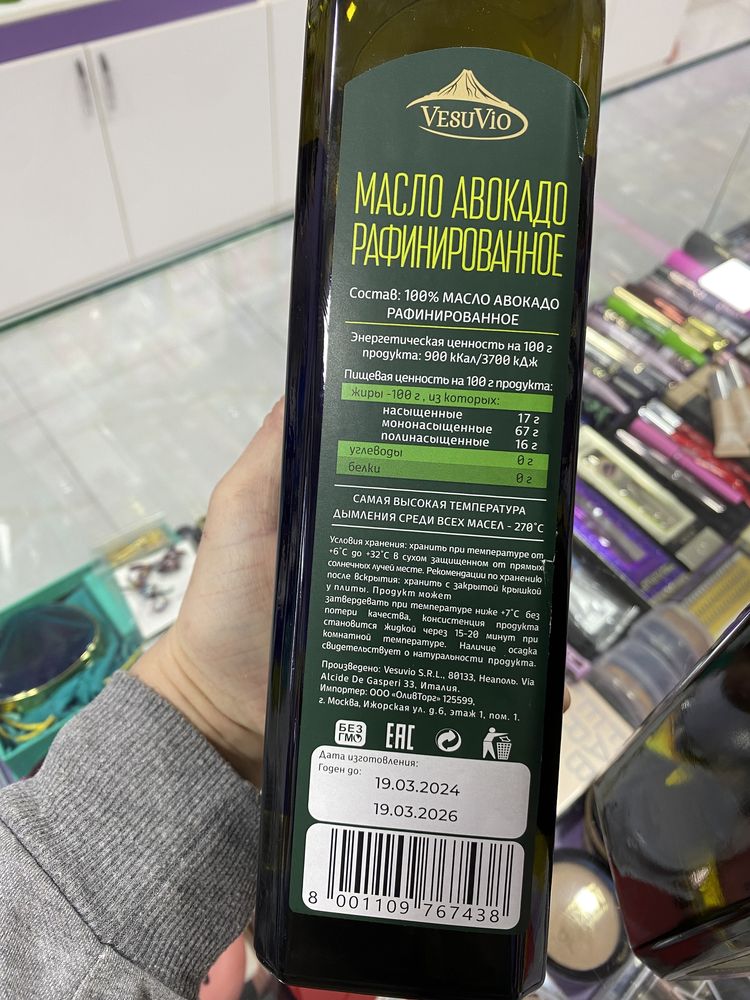 VESUVIO
МАСЛО АВОКАДО
РАФИНИРОВАННОЕ
Состав: 100% МАСЛО АВОКАДО
РАФИНИРОВАННОЕ
Энергетическая ценность на 100 г
продукта: 900 кКал/3700 кДж
Пищевая ценность на 100 г продукта:
жиры -100 г, из которых:
насыщенные 17 г
мононасыщенные 67 г
полинасыщенные 16 г
углеводы 0 г
белки 0 г
САМАЯ ВЫСОКАЯ ТЕМПЕРАТУРА
ДЫМЛЕНИЯ СРЕДИ ВСЕХ МАСЕЛ - 270°C
Условия хранения: хранить при температуре от
+6°C до +32°C в сухом защищенном от прямых
солнечных лучей месте. Рекомендации по хранению
после вскрытия: хранить с закрытой крышкой
у плиты. Продукт может
затвердевать при температуре ниже +7°C без
потери качества, консистенция продукта
становится жидкой через 15-20 минут при
комнатной температуре. Наличие осадка
свидетельствует о натуральности продукта.
Произведено: Vesuvio S.R.L., 80133, Неаполь. Via
Alcide De Gasperi 33, Италия.
Импортер: ООО «ОливТорг» 125599,
г. Москва, Ижорская ул. д.6, этаж 1, пом. 1.
БЕЗ
ГМО
EAC
Дата изготовления:
Годен до:
19.03.2024
19.03.2026
8 001109 767438